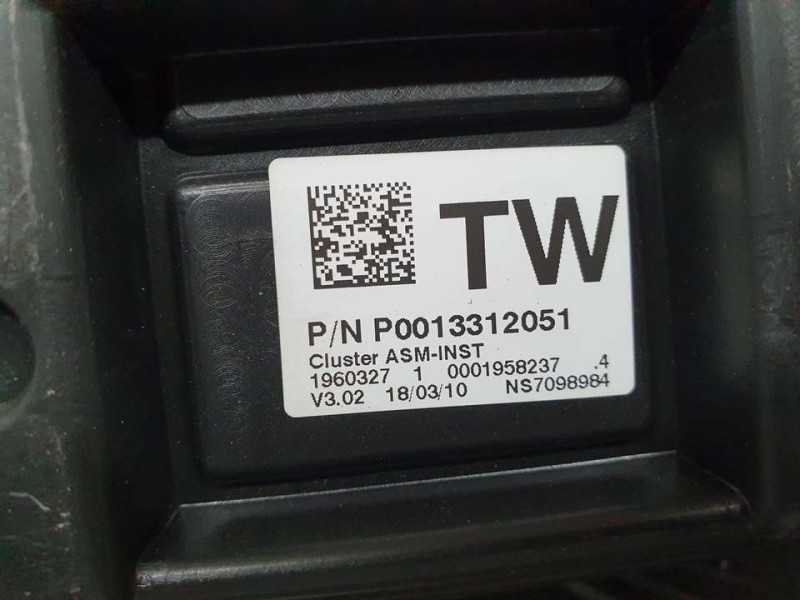 TW
P/N P0013312051
Cluster ASM-INST
1960327 1 0001958237 .4
V3.02 18/03/10 NS7098984